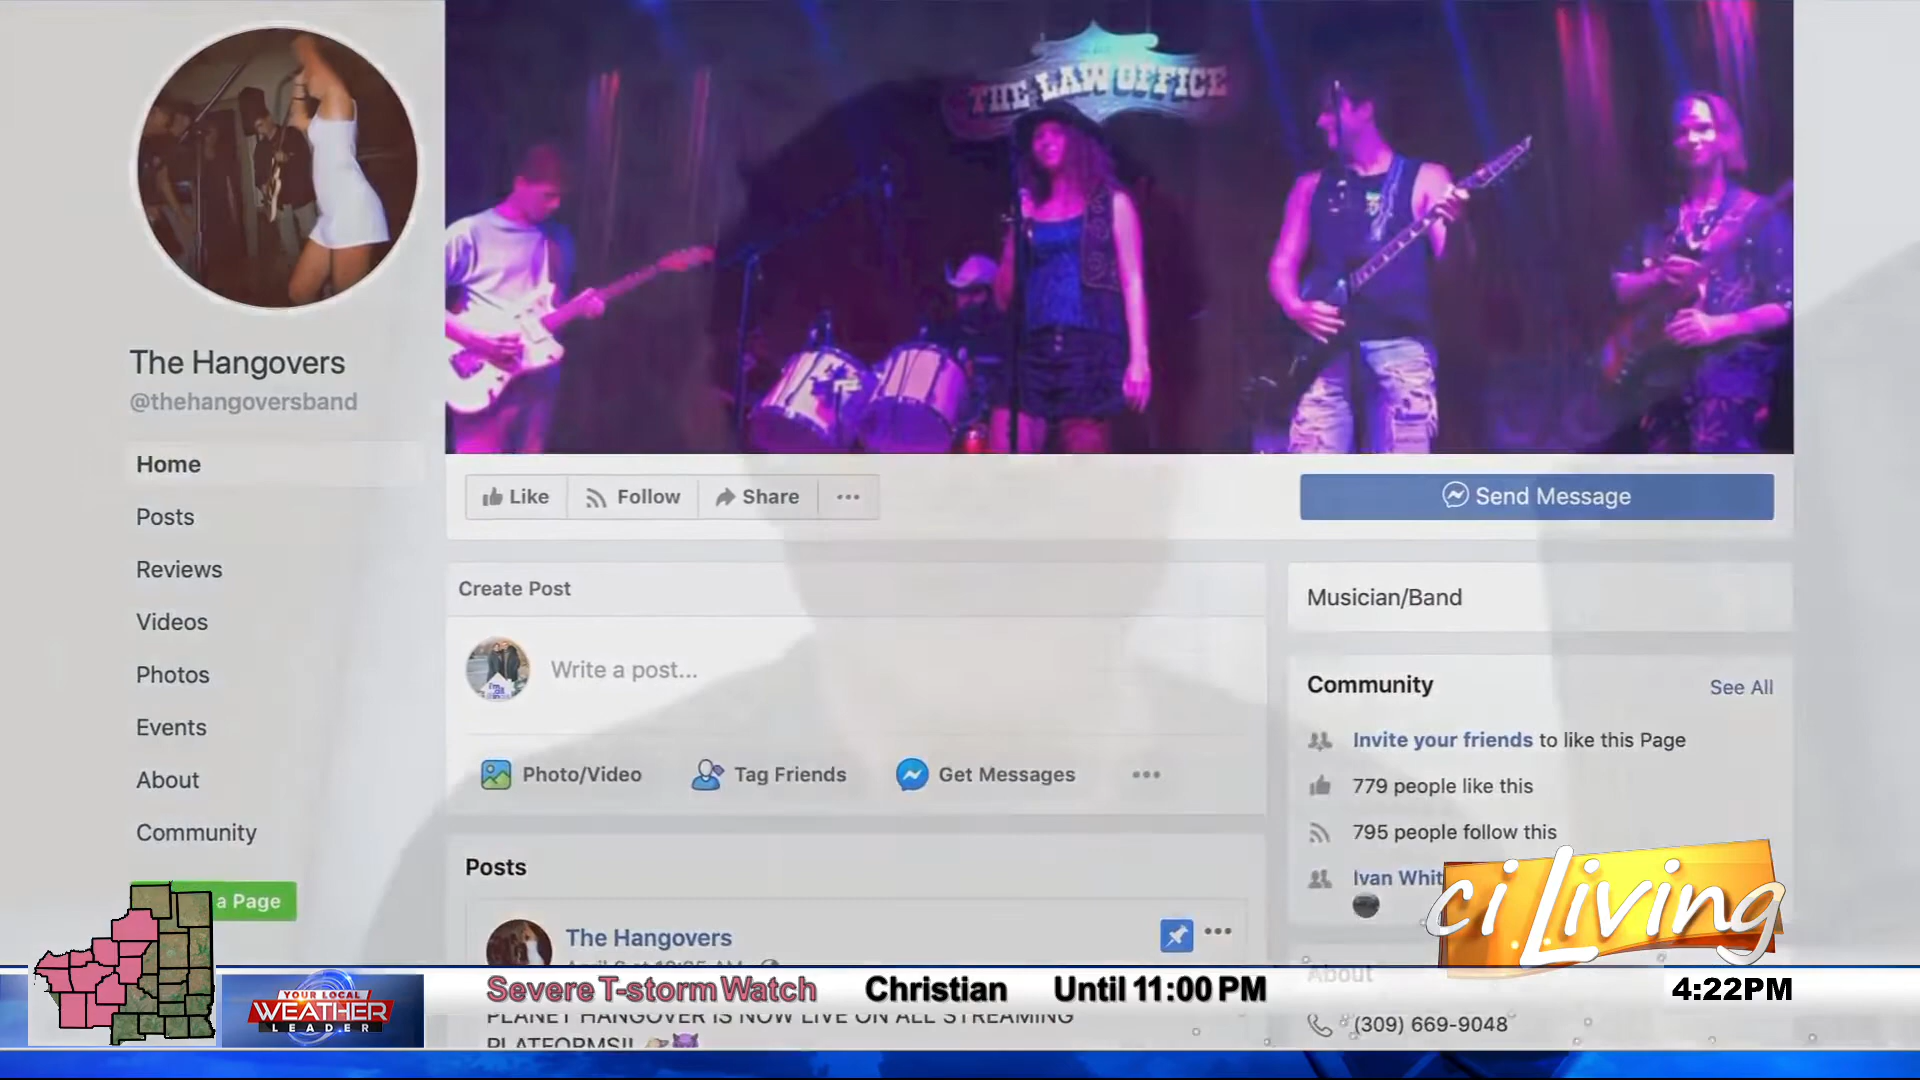 THE LAW OFFICE
The Hangovers
@thehangoversband
Home
Posts
Reviews
Videos
Photos
Events
About
Community
a Page
Like
Follow
Share
Send Message
Create Post
Write a post...
Photo/Video
Tag Friends
Get Messages
Posts
The Hangovers
PLANET HANGOVER IS NOW LIVE ON ALL STREAMING
PLATFORMS!!
Musician/Band
Community
See All
Invite your friends to like this Page
779 people like this
795 people follow this
Ivan Whit
About
(309) 669-9048
ci Living
YOUR LOCAL
WEATHER
LEADER
Severe T-storm Watch
Christian
Until 11:00 PM
4:22PM